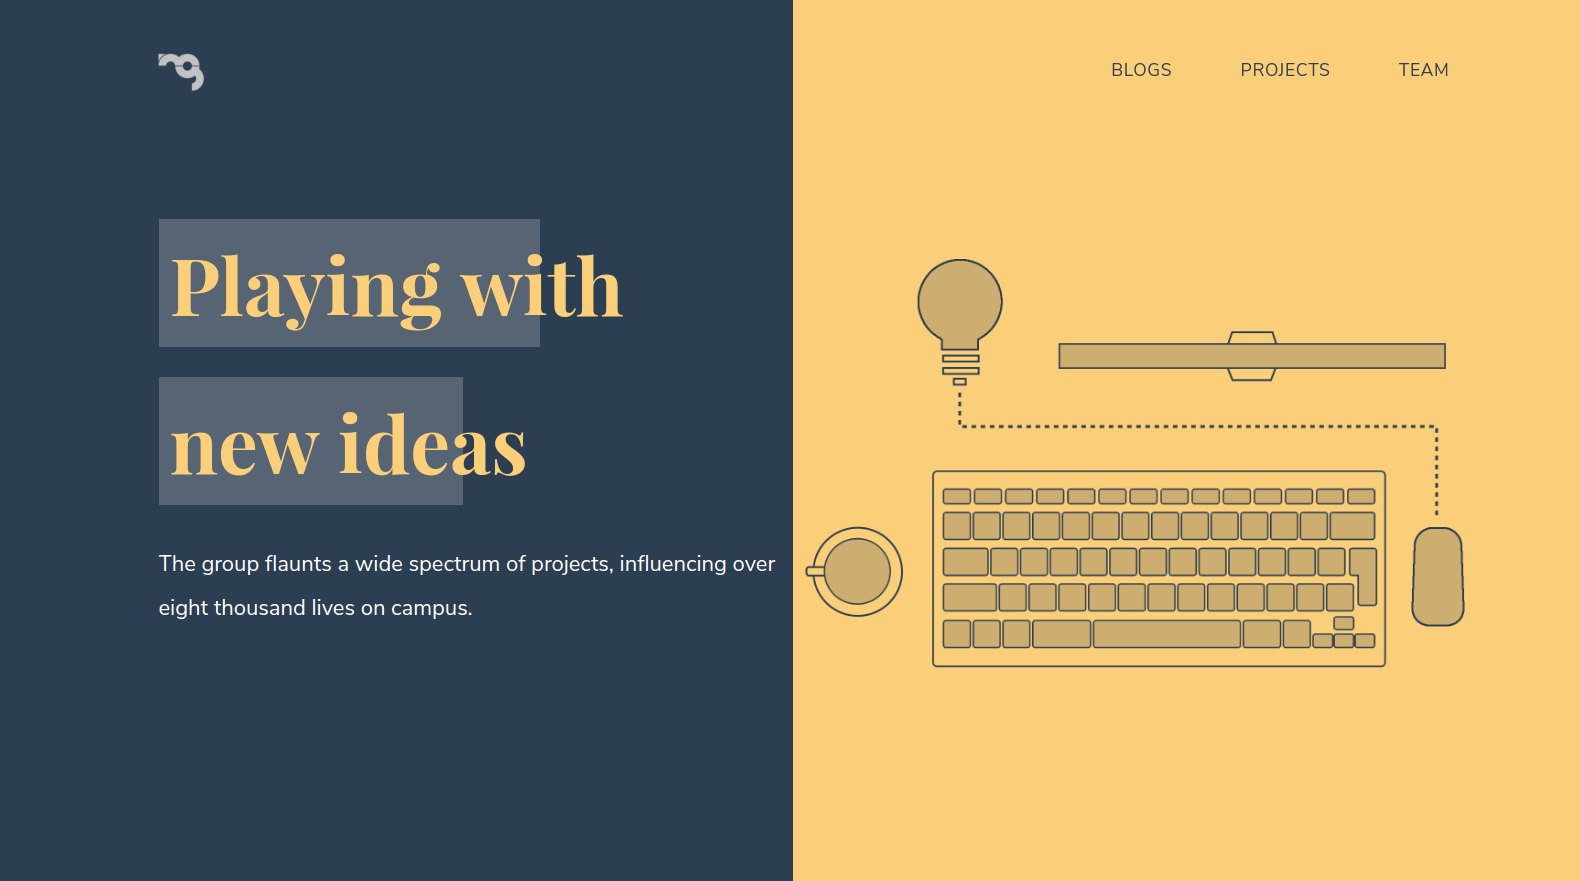 BLOGS PROJECTS TEAM
Playing with
new ideas
The group flaunts a wide spectrum of projects, influencing over
eight thousand lives on campus.